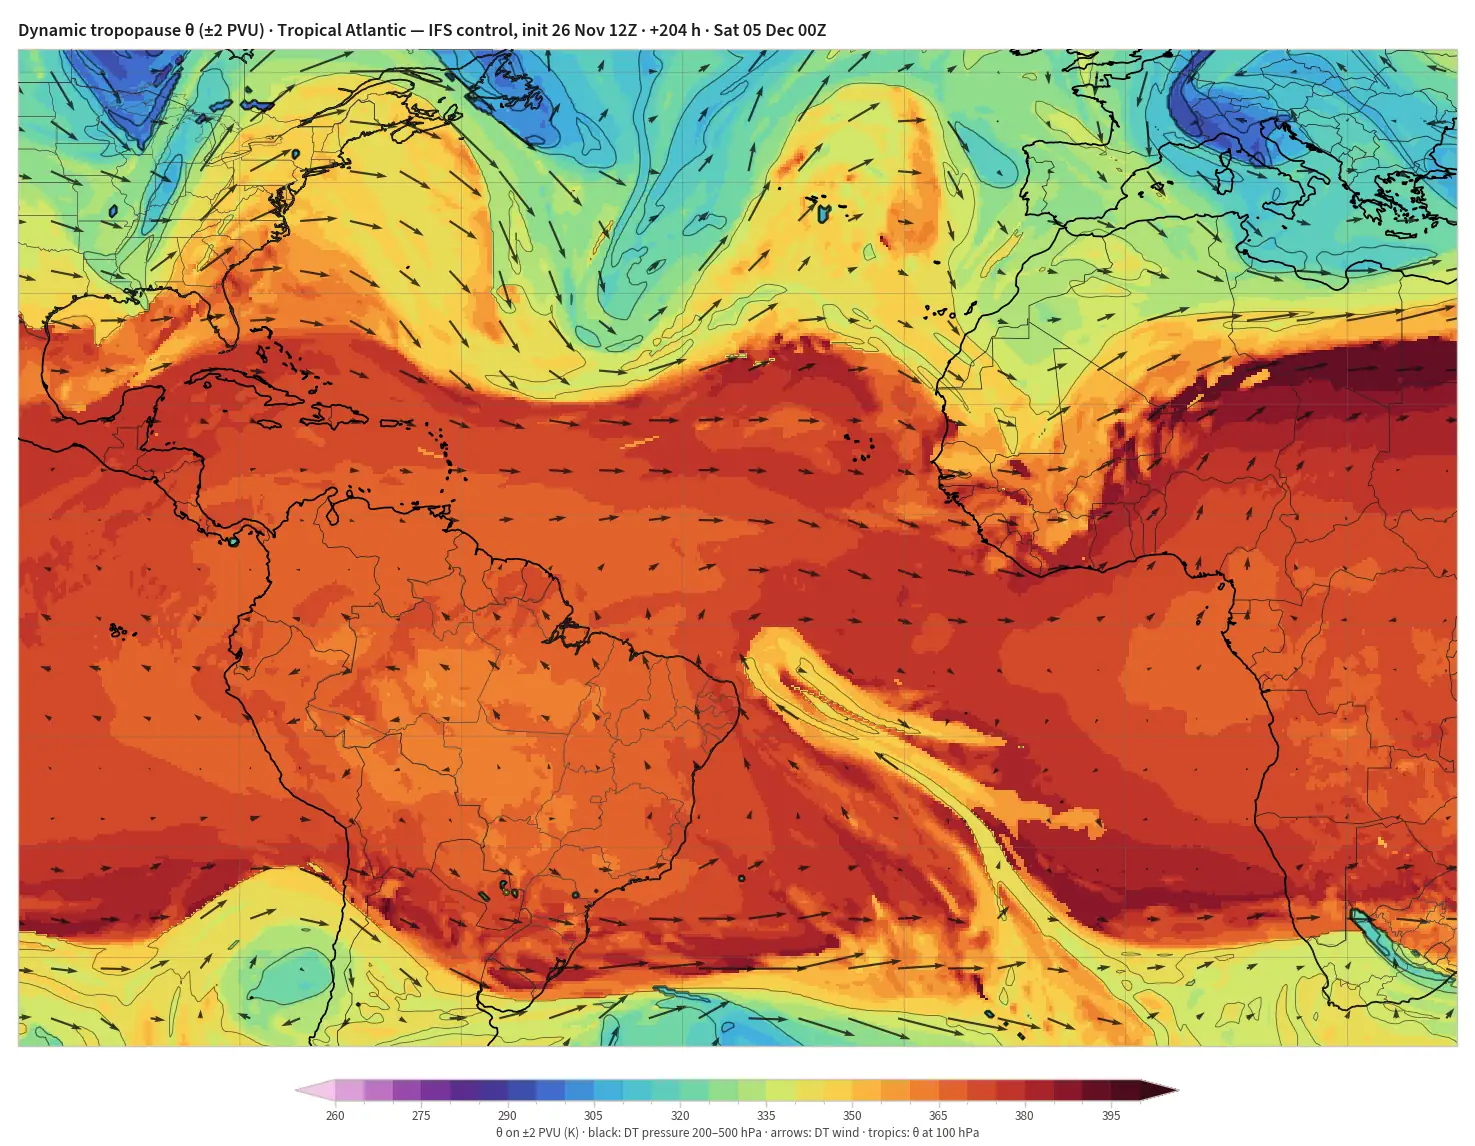 Dynamic tropopause θ (±2 PVU) · Tropical Atlantic — IFS control, init 26 Nov 12Z · +204 h · Sat 05 Dec 00Z
260 275 290 305 320 335 350 365 380 395
θ on ±2 PVU (K) · black: DT pressure 200–500 hPa · arrows: DT wind · tropics: θ at 100 hPa